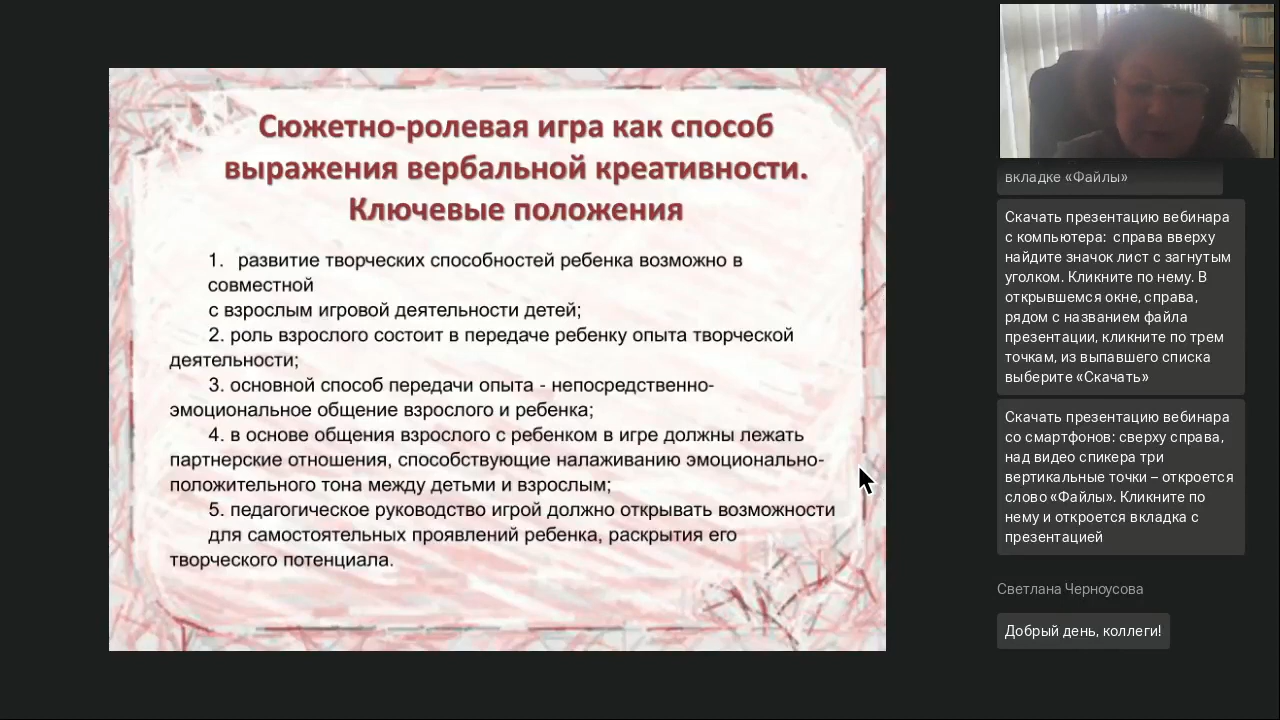 Сюжетно-ролевая игра как способ
выражения вербальной креативности.
Ключевые положения
1. развитие творческих способностей ребенка возможно в
совместной
с взрослым игровой деятельности детей;
2. роль взрослого состоит в передаче ребенку опыта творческой
деятельности;
3. основной способ передачи опыта - непосредственно-
эмоциональное общение взрослого и ребенка;
4. в основе общения взрослого с ребенком в игре должны лежать
партнерские отношения, способствующие налаживанию эмоционально-
положительного тона между детьми и взрослым;
5. педагогическое руководство игрой должно открывать возможности
для самостоятельных проявлений ребенка, раскрытия его
творческого потенциала.
вкладке «Файлы»
Скачать презентацию вебинара
с компьютера: справа вверху
найдите значок лист с загнутым
уголком. Кликните по нему. В
открывшемся окне, справа,
рядом с названием файла
презентации, кликните по трем
точкам, из выпавшего списка
выберите «Скачать»
Скачать презентацию вебинара
со смартфонов: сверху справа,
над видео спикера три
вертикальные точки – откроется
слово «Файлы». Кликните по
нему и откроется вкладка с
презентацией
Светлана Черноусова
Добрый день, коллеги!